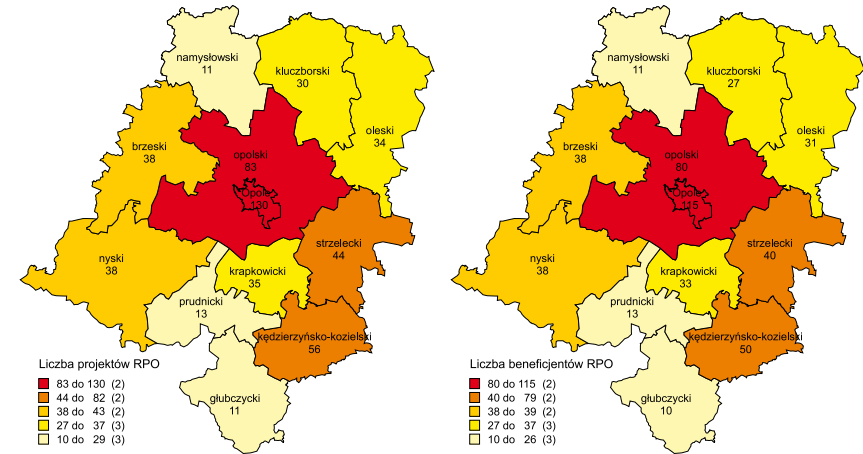 namysłowski
11
kluczborski
30
oleski
34
brzeski
38
opolski
83
Opole
130
strzelecki
44
nyski
38
krapkowicki
35
prudnicki
13
kędzierzyńsko-kozielski
56
głubczycki
11
Liczba projektów RPO
83 do 130 (2)
44 do 82 (2)
38 do 43 (2)
27 do 37 (3)
10 do 29 (3)
namysłowski
11
kluczborski
27
oleski
31
brzeski
38
opolski
80
Opole
115
strzelecki
40
nyski
38
krapkowicki
33
prudnicki
13
kędzierzyńsko-kozielski
50
głubczycki
10
Liczba beneficjentów RPO
80 do 115 (2)
40 do 79 (2)
38 do 39 (2)
27 do 37 (3)
10 do 26 (3)